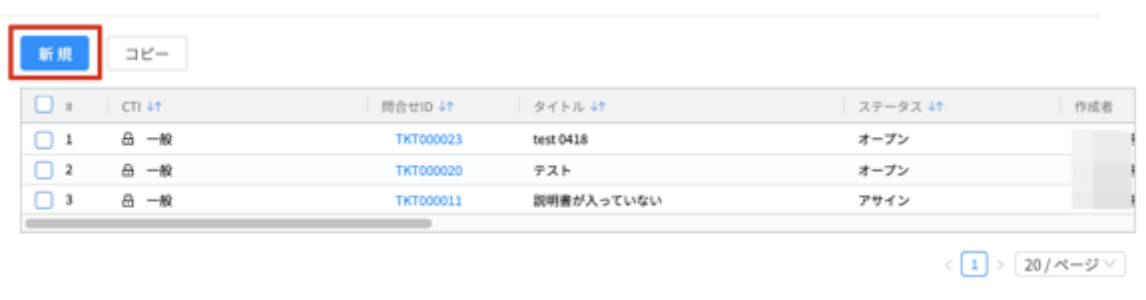 新規 コピー
# CTI ↓↑ 問合せID ↓↑ タイトル ↓↑ ステータス ↓↑ 作成者
1 一般 TKT000023 test 0418 オープン
2 一般 TKT000020 テスト オープン
3 一般 TKT000011 説明書が入っていない アサイン
< 1 > 20 / ページ